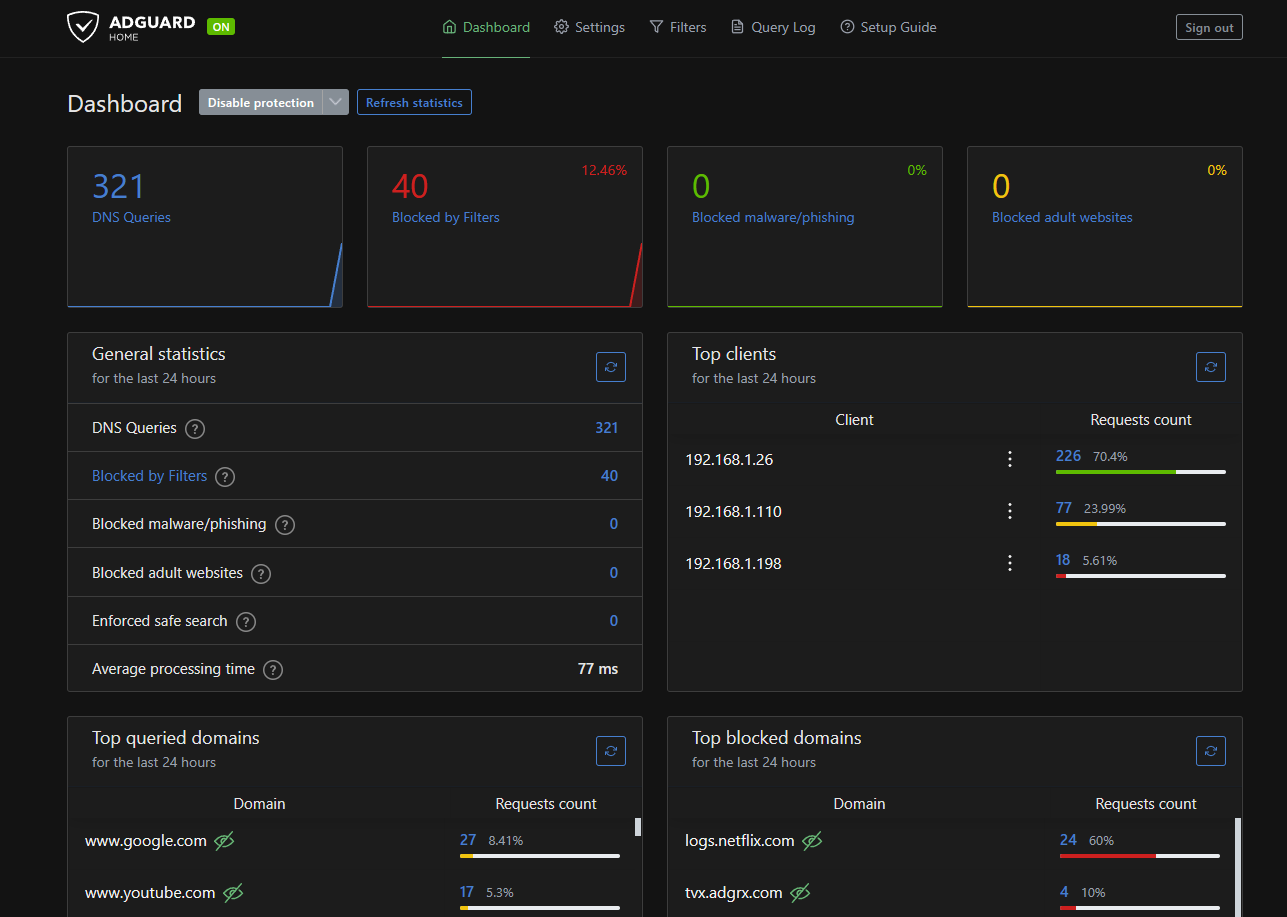 ADGUARD
HOME
ON
Dashboard
Settings
Filters
Query Log
Setup Guide
Sign out
Dashboard
Disable protection
Refresh statistics
321
DNS Queries
40
12.46%
Blocked by Filters
0
0%
Blocked malware/phishing
0
0%
Blocked adult websites
General statistics
for the last 24 hours
DNS Queries ? 321
Blocked by Filters ? 40
Blocked malware/phishing ? 0
Blocked adult websites ? 0
Enforced safe search ? 0
Average processing time ? 77 ms
Top clients
for the last 24 hours
Client Requests count
192.168.1.26 226 70.4%
192.168.1.110 77 23.99%
192.168.1.198 18 5.61%
Top queried domains
for the last 24 hours
Domain Requests count
www.google.com 27 8.41%
www.youtube.com 17 5.3%
Top blocked domains
for the last 24 hours
Domain Requests count
logs.netflix.com 24 60%
tvx.adgrx.com 4 10%